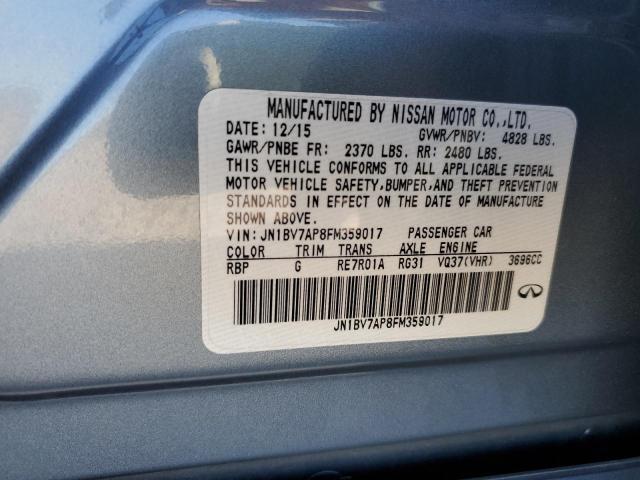 MANUFACTURED BY NISSAN MOTOR CO.,LTD.
DATE: 12/15 GVWR/PNBV: 4828 LBS.
GAWR/PNBE FR: 2370 LBS. RR: 2480 LBS.
THIS VEHICLE CONFORMS TO ALL APPLICABLE FEDERAL
MOTOR VEHICLE SAFETY,BUMPER,AND THEFT PREVENTION
STANDARDS IN EFFECT ON THE DATE OF MANUFACTURE
SHOWN ABOVE.
VIN: JN1BV7AP8FM359017 PASSENGER CAR
COLOR TRIM TRANS AXLE ENGINE
RBP G RE7R01A RG31 VQ37(VHR) 3696CC
JN1BV7AP8FM359017